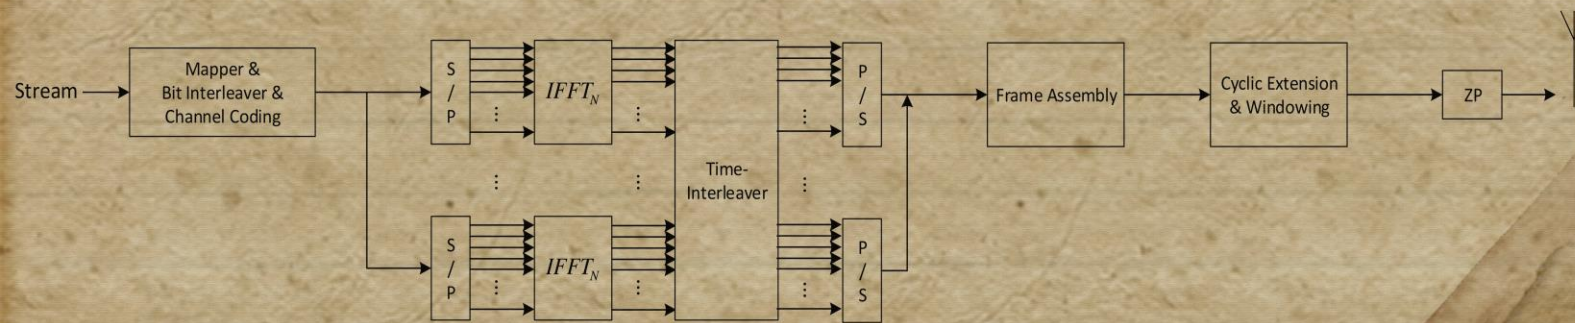 Stream
Mapper &
Bit Interleaver &
Channel Coding
S
/
P
IFFT_N
P
/
S
Time-
Interleaver
S
/
P
IFFT_N
P
/
S
Frame Assembly
Cyclic Extension
& Windowing
ZP